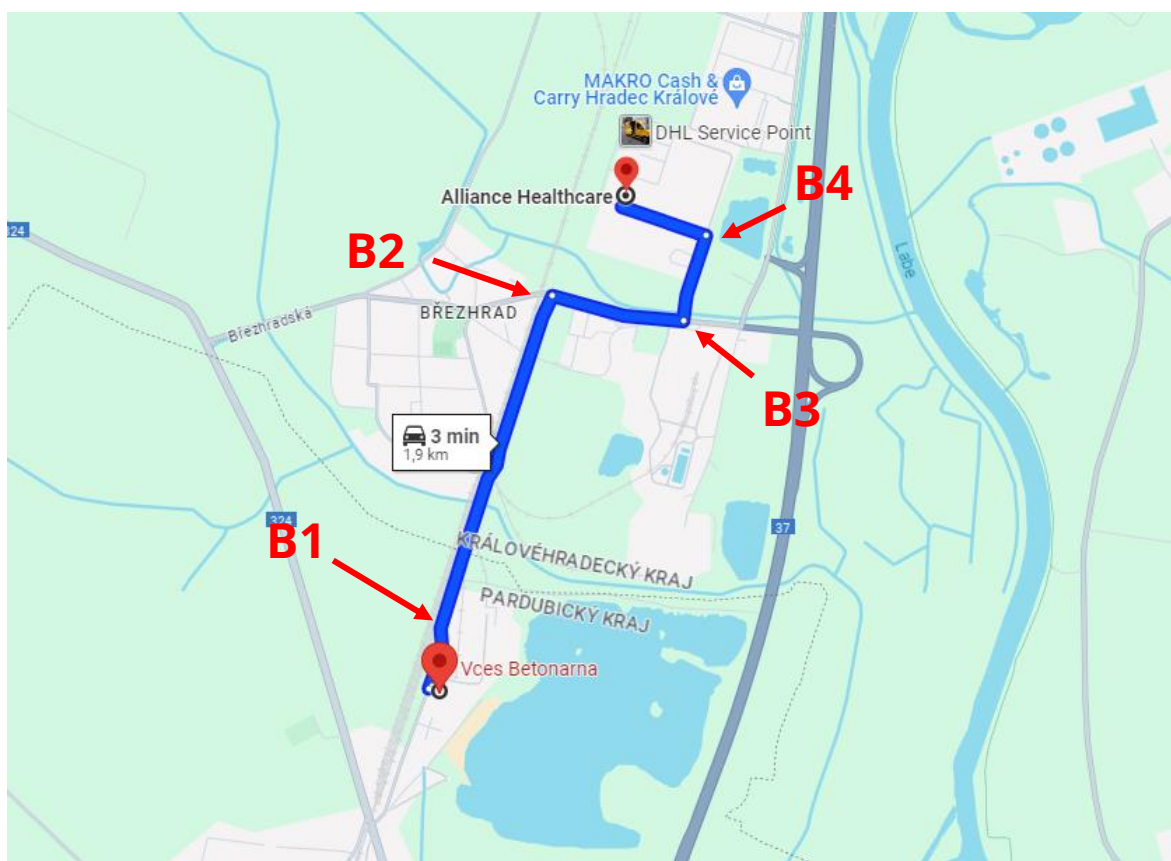 MAKRO Cash &
Carry Hradec Králové
DHL Service Point
Alliance Healthcare
B4
324
B2
Labe
BŘEZHRAD
Březhradská
B3
3 min
1,9 km
324
37
B1
KRÁLOVÉHRADECKÝ KRAJ
PARDUBICKÝ KRAJ
Vces Betonarna